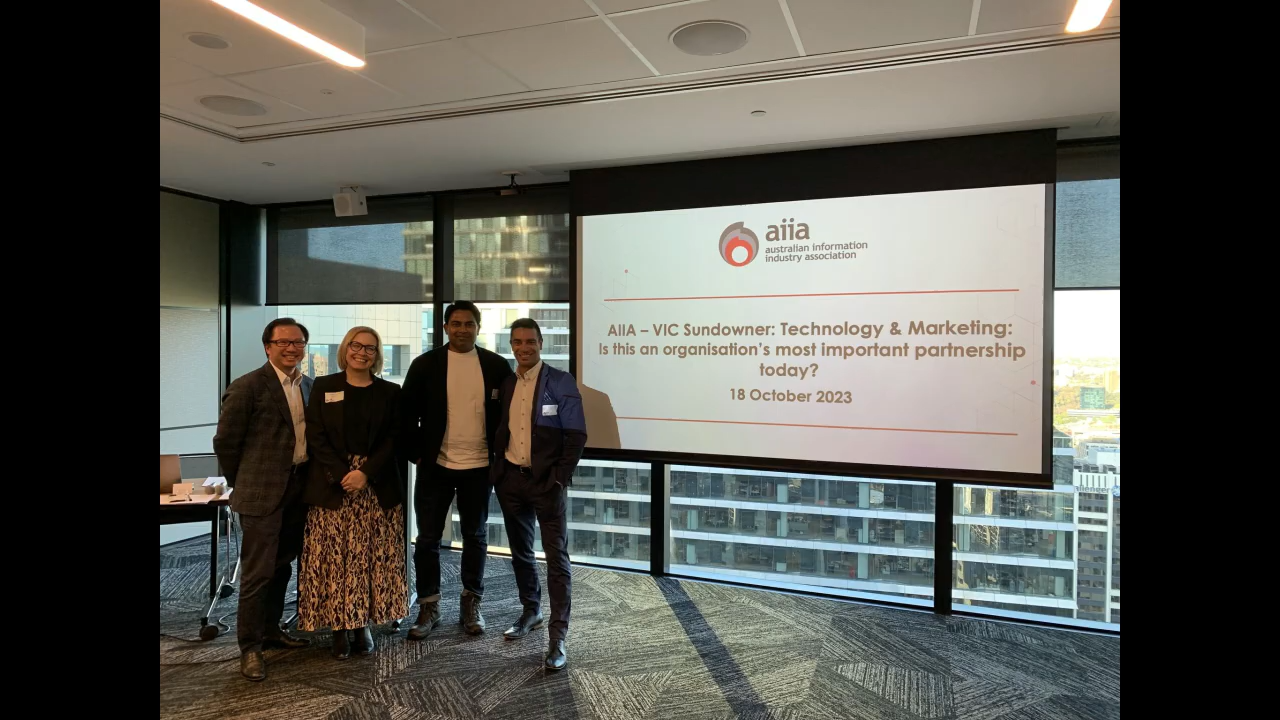 aiia
australian information
industry association
AIIA – VIC Sundowner: Technology & Marketing:
Is this an organisation's most important partnership
today?
18 October 2023